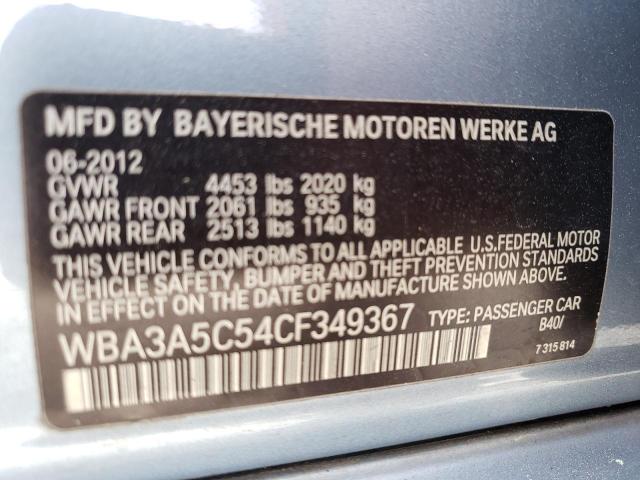 MFD BY BAYERISCHE MOTOREN WERKE AG
06-2012
GVWR 4453 lbs 2020 kg
GAWR FRONT 2061 lbs 935 kg
GAWR REAR 2513 lbs 1140 kg
THIS VEHICLE CONFORMS TO ALL APPLICABLE U.S.FEDERAL MOTOR
VEHICLE SAFETY, BUMPER AND THEFT PREVENTION STANDARDS
IN EFFECT ON THE DATE OF MANUFACTURE SHOWN ABOVE.
WBA3A5C54CF349367 TYPE: PASSENGER CAR
B40/
7 315 814